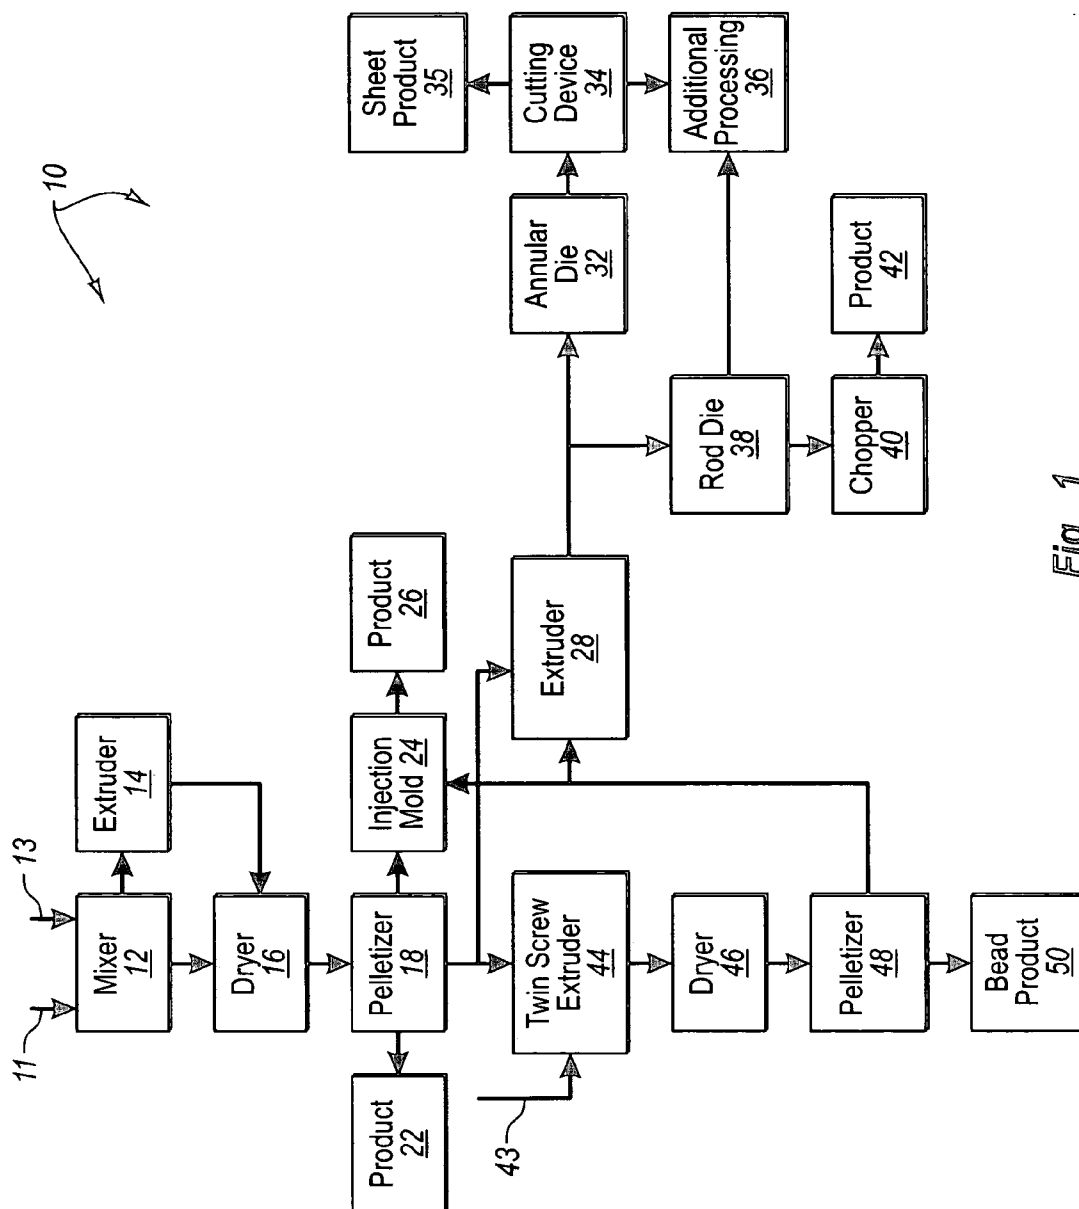 10
11
13
Mixer
12
Extruder
14
Dryer
16
Pelletizer
18
Product
22
Injection
Mold 24
Product
26
43
Twin Screw
Extruder
44
Extruder
28
Dryer
46
Pelletizer
48
Bead
Product
50
Annular
Die
32
Cutting
Device
34
Sheet
Product
35
Additional
Processing
36
Rod Die
38
Chopper
40
Product
42
Fig. 1